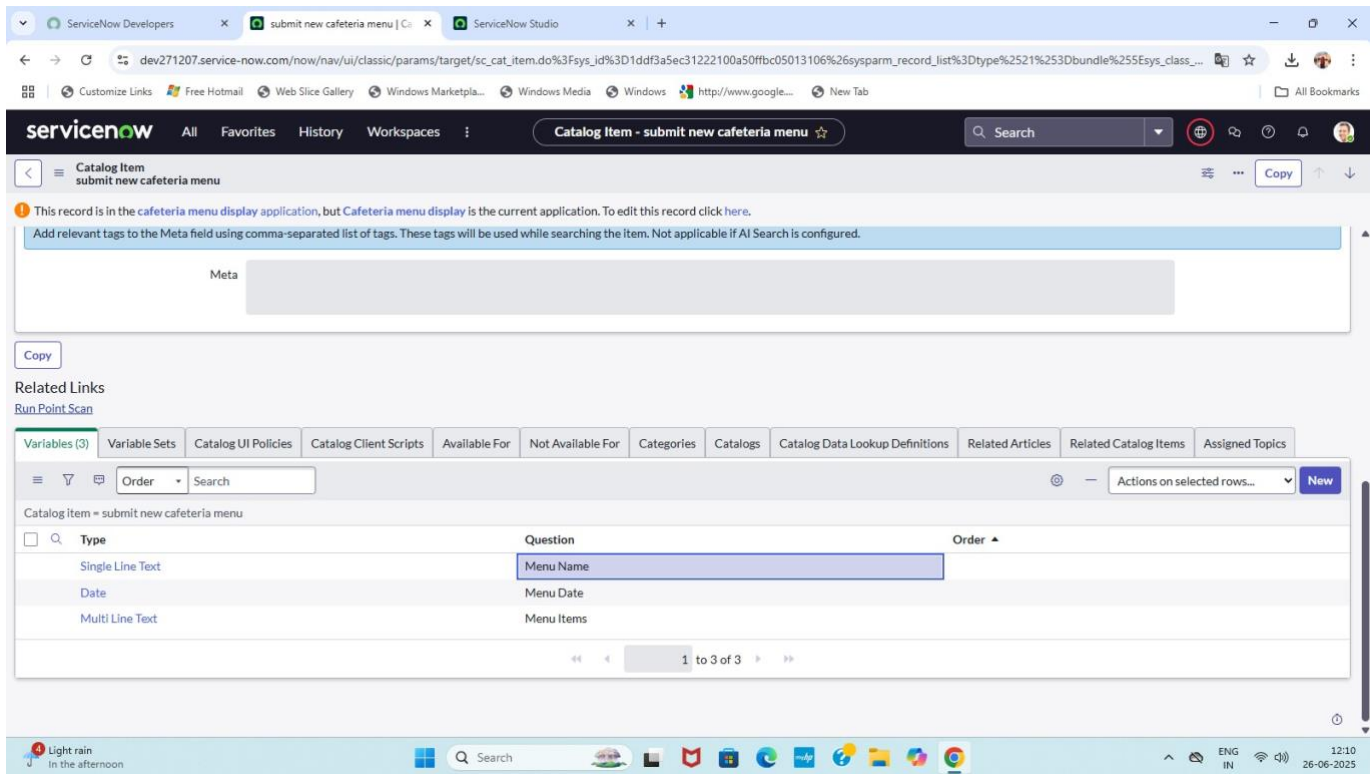 ServiceNow Developers
submit new cafeteria menu | Ca
ServiceNow Studio
dev271207.service-now.com/now/nav/ui/classic/params/target/sc_cat_item.do%3Fsys_id%3D1ddf3a5ec31222100a50ffbc05013106%26sysparm_record_list%3Dtype%2521%253Dbundle%255Esys_class_...
Customize Links Free Hotmail Web Slice Gallery Windows Marketpla... Windows Media Windows http://www.google.... New Tab All Bookmarks
servicenow All Favorites History Workspaces Catalog Item - submit new cafeteria menu Search
Catalog Item
submit new cafeteria menu
Copy
This record is in the cafeteria menu display application, but Cafeteria menu display is the current application. To edit this record click here.
Add relevant tags to the Meta field using comma-separated list of tags. These tags will be used while searching the item. Not applicable if AI Search is configured.
Meta
Copy
Related Links
Run Point Scan
Variables (3) Variable Sets Catalog UI Policies Catalog Client Scripts Available For Not Available For Categories Catalogs Catalog Data Lookup Definitions Related Articles Related Catalog Items Assigned Topics
Order Search Actions on selected rows... New
Catalog item = submit new cafeteria menu
Type Question Order
Single Line Text Menu Name
Date Menu Date
Multi Line Text Menu Items
1 to 3 of 3
4 Light rain
In the afternoon
Search
ENG
IN
12:10
26-06-2025